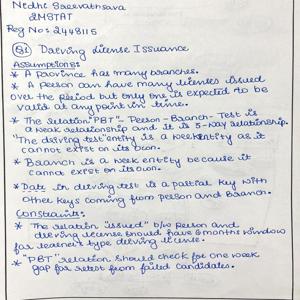 Nedhi Saeevathsava
2MSTAT
Reg No: 2448115
Q1 Driving License Issuance
Assumptions:
* A province has many branches.
* A person can have many licenses issued
over the period but only one is expected to be
valid at any point in time.
* The relation "PBT" - Person - Branch - Test is
a weak relationship and it is 3-way relationship.
"The driving test" entity is a weak entity as it
cannot exist on its own.
* Branch is a weak entity because it
cannot exist on its own.
* Date in driving test is a partial key with
other keys coming from person and Branch.
Constraints:
* The relation "issued" b/w Person and
driving license should have 6 months window
for learner's type driving license.
* "PBT" relation should check for one week
gap for retest from failed candidates.